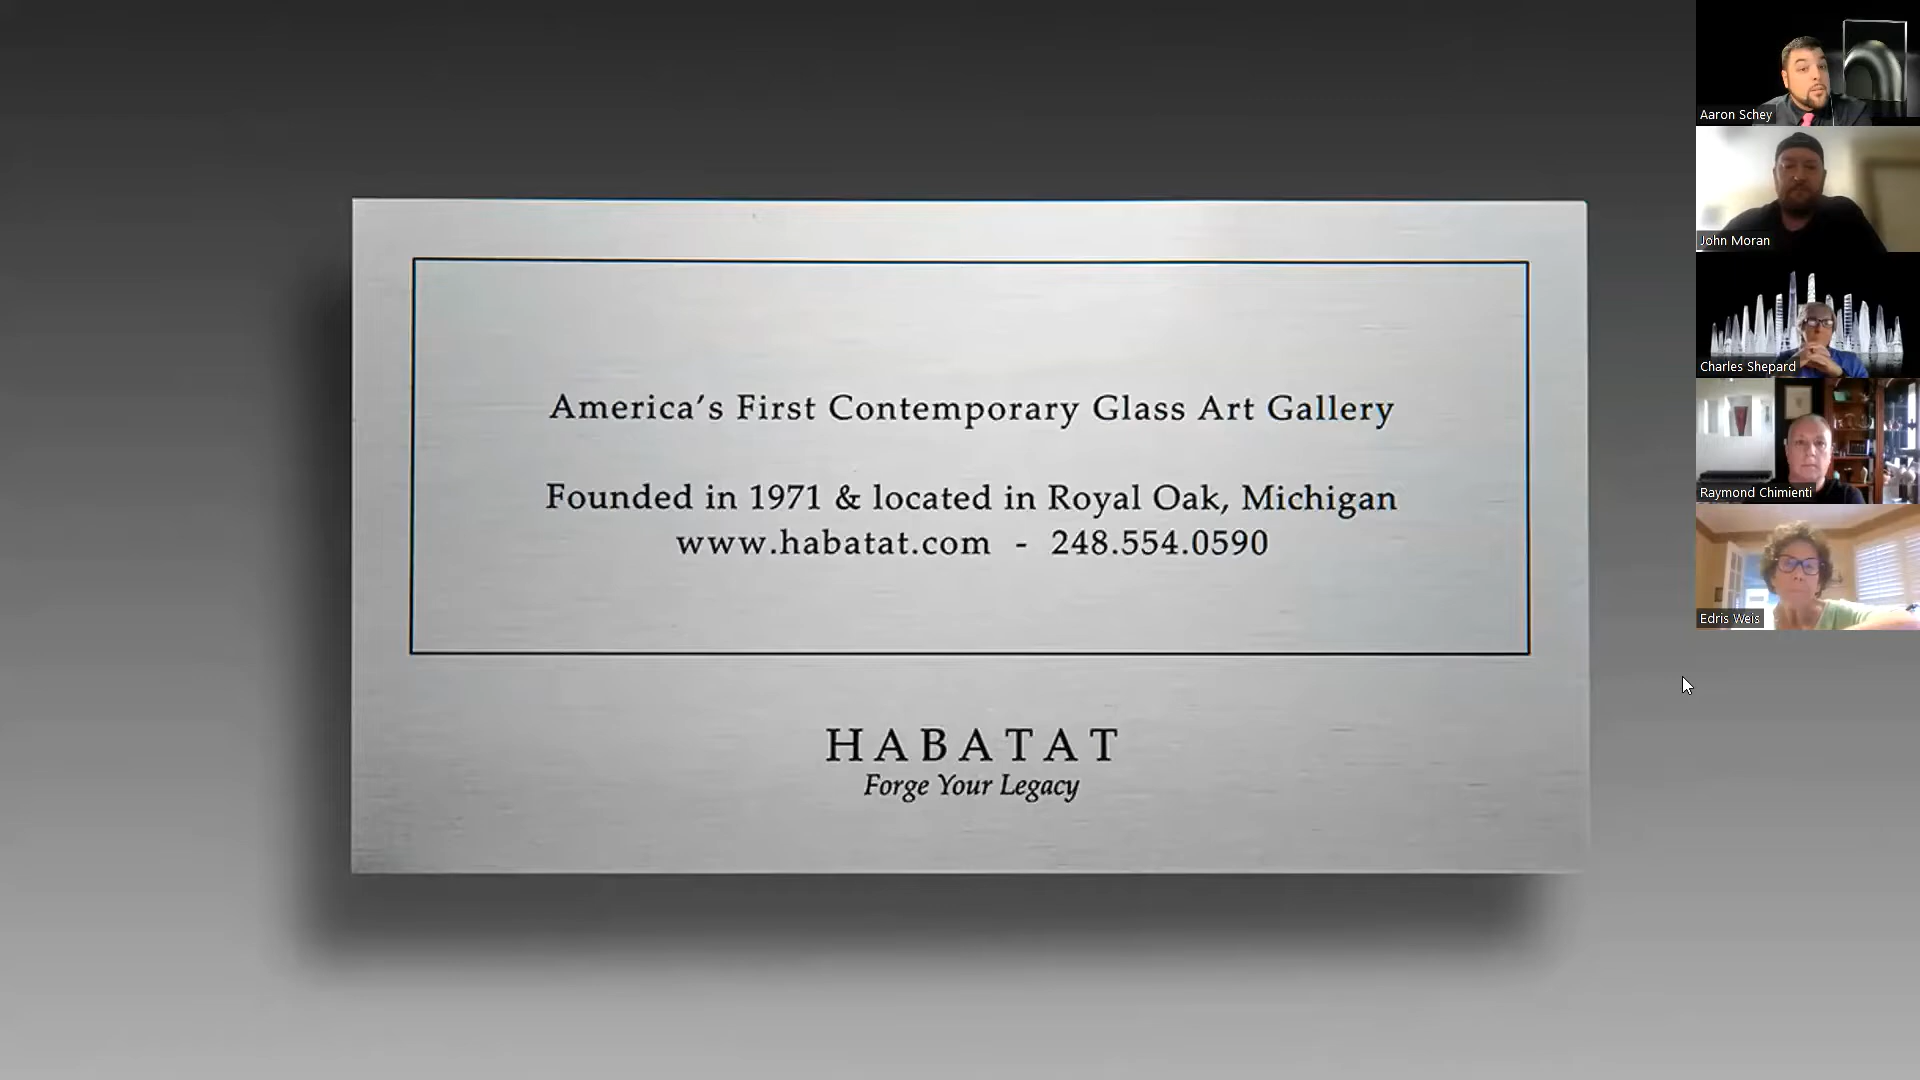 America's First Contemporary Glass Art Gallery
Founded in 1971 & located in Royal Oak, Michigan
www.habatat.com - 248.554.0590
HABATAT
Forge Your Legacy
Aaron Schey
John Moran
Charles Shepard
Raymond Chimienti
Edris Weis